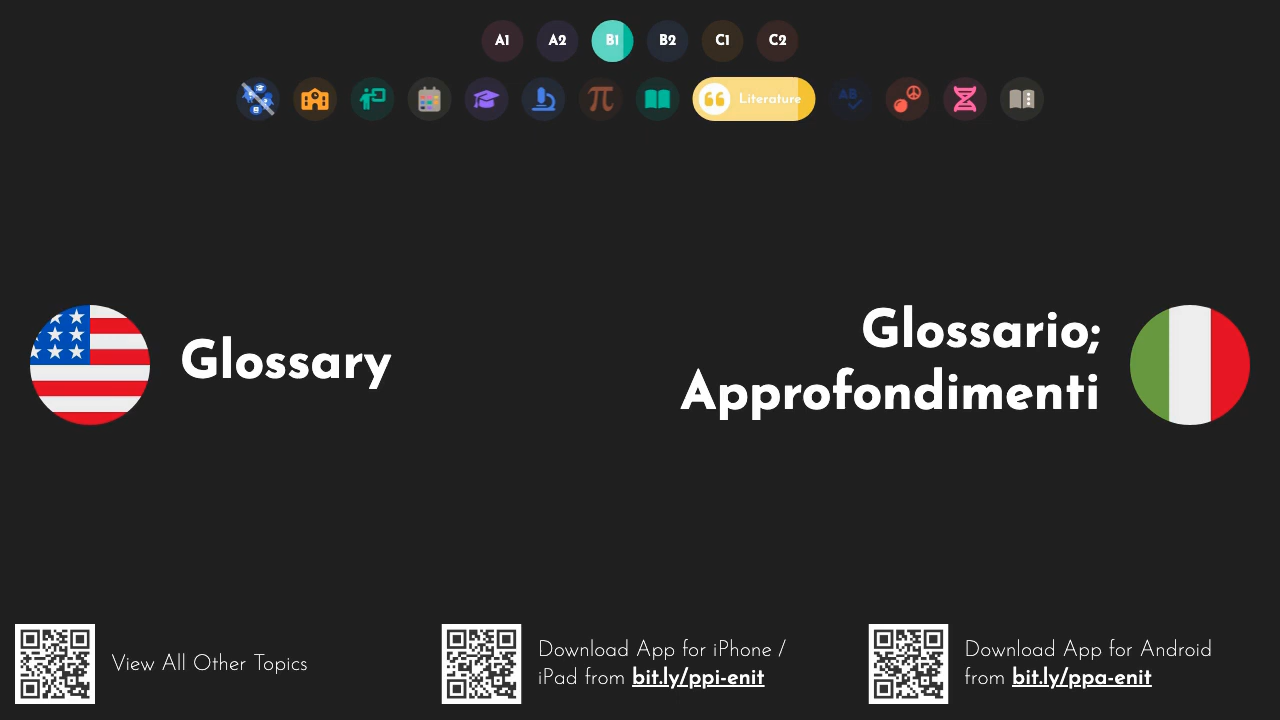 A1 A2 B1 B2 C1 C2
Literature
AB
Glossary
Glossario;
Approfondimenti
View All Other Topics
Download App for iPhone /
iPad from bit.ly/ppi-enit
Download App for Android
from bit.ly/ppa-enit